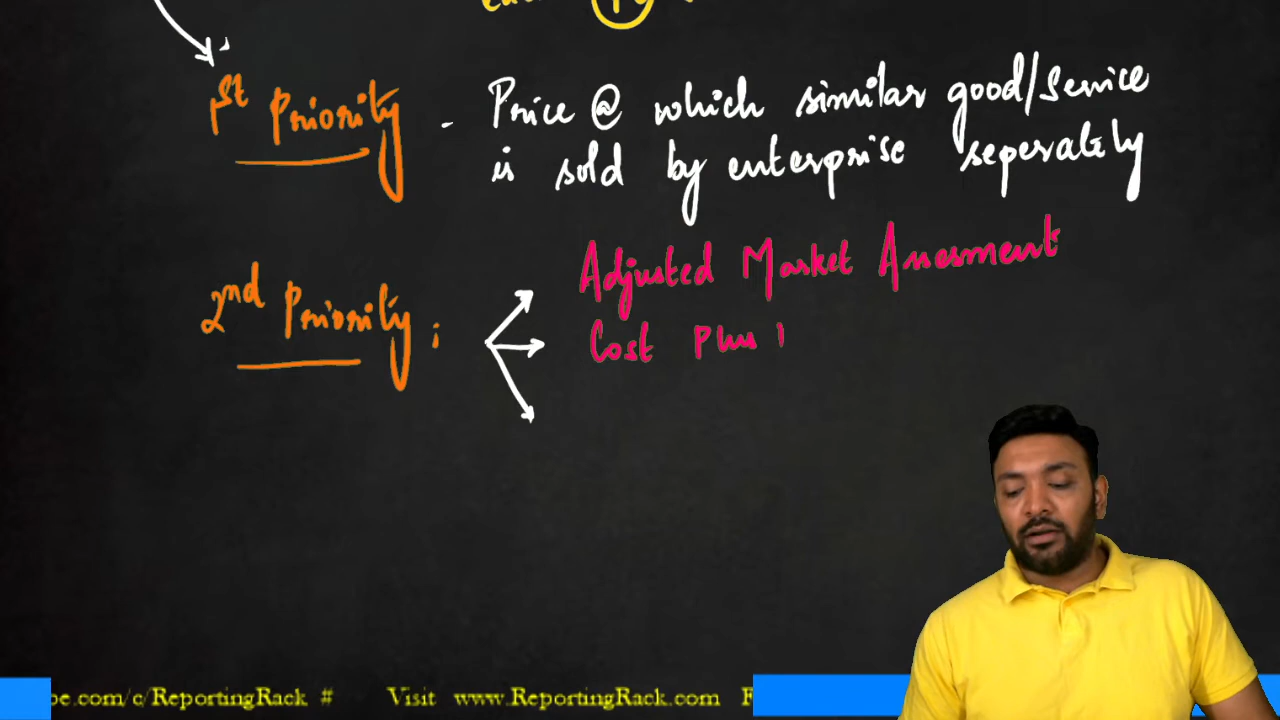 1st Priority - Price @ which similar good/service
is sold by enterprise seperately
2nd Priority :
Adjusted Market Assesment
Cost Plus
be.com/c/ReportingRack # Visit www.ReportingRack.com F